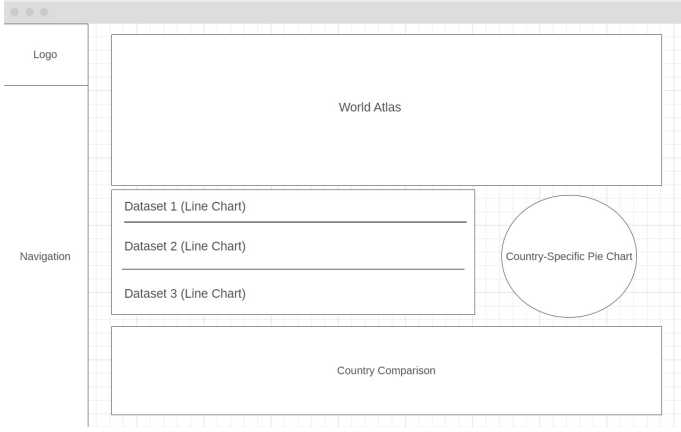 Logo
World Atlas
Dataset 1 (Line Chart)
Dataset 2 (Line Chart)
Navigation
Country-Specific Pie Chart
Dataset 3 (Line Chart)
Country Comparison